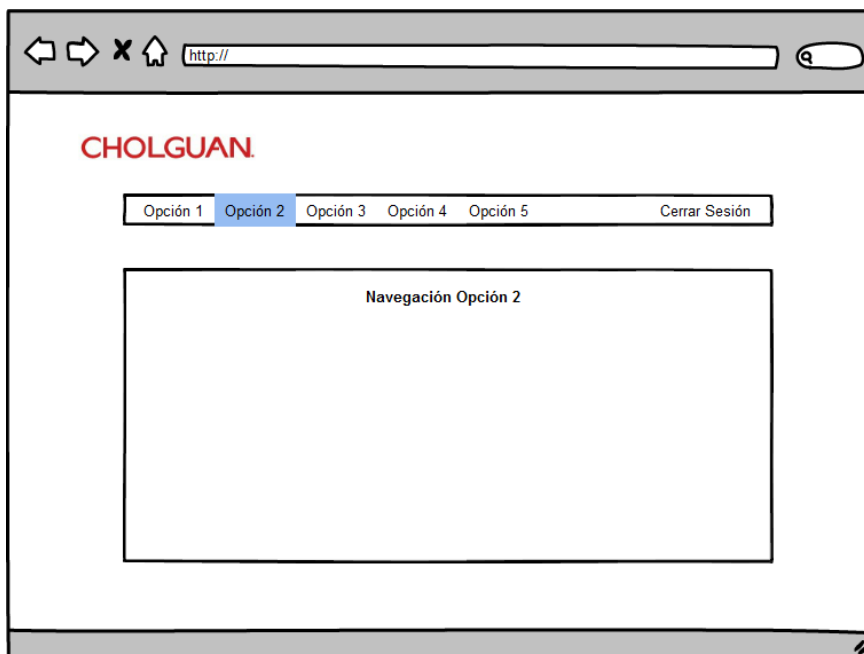 http://
CHOLGUAN.
Opción 1 Opción 2 Opción 3 Opción 4 Opción 5 Cerrar Sesión
Navegación Opción 2